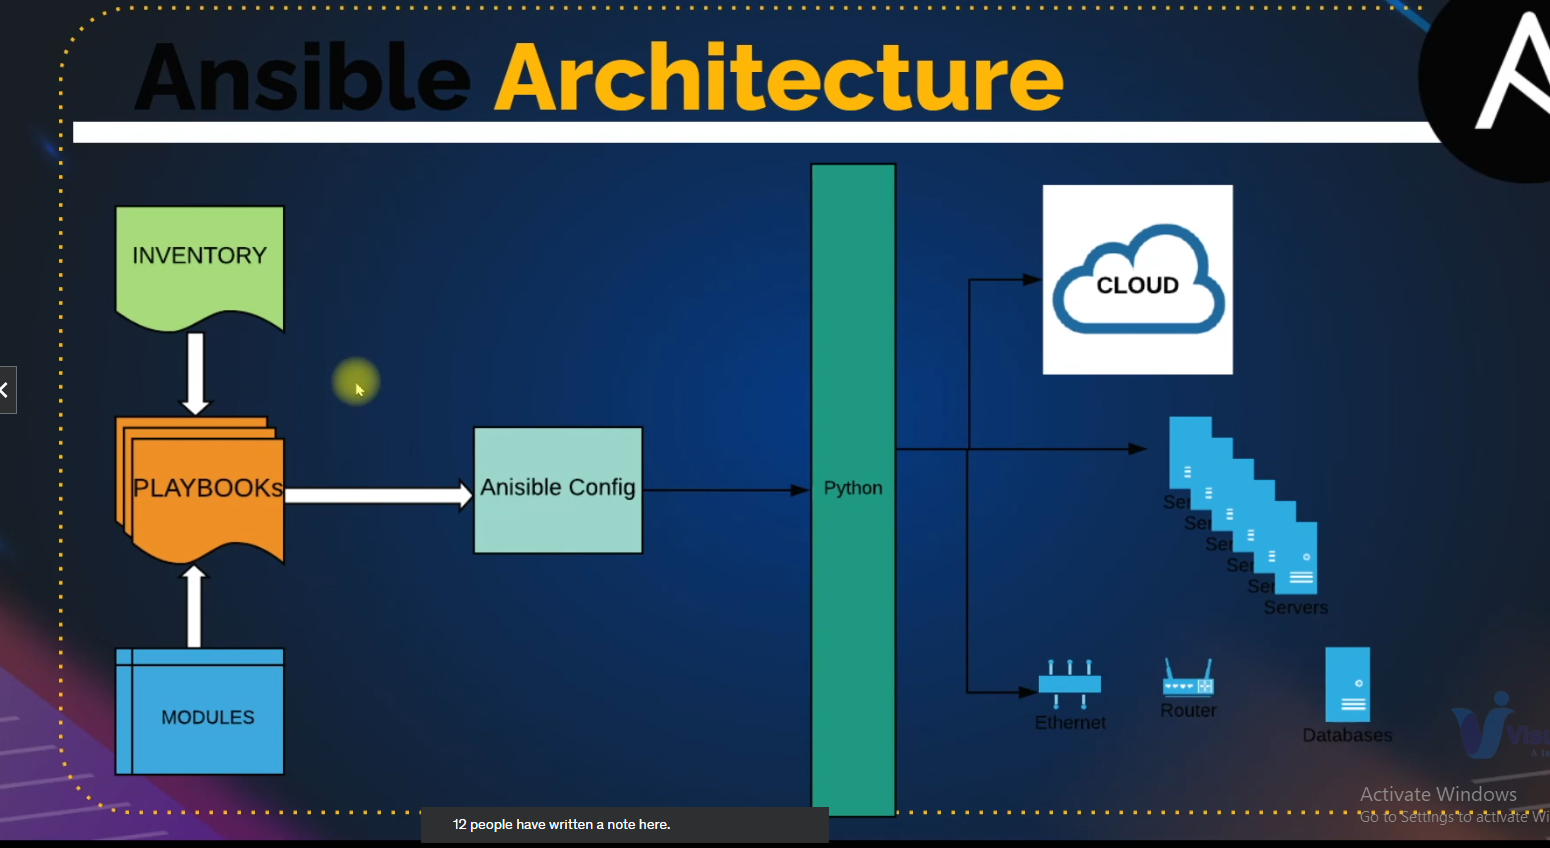 Ansible Architecture
INVENTORY
PLAYBOOKs
MODULES
Anisible Config
Python
CLOUD
Ser
Ser
Ser
Ser
Ser
Servers
Ethernet
Router
Databases
Activate Windows
Go to Settings to activate Wi
12 people have written a note here.